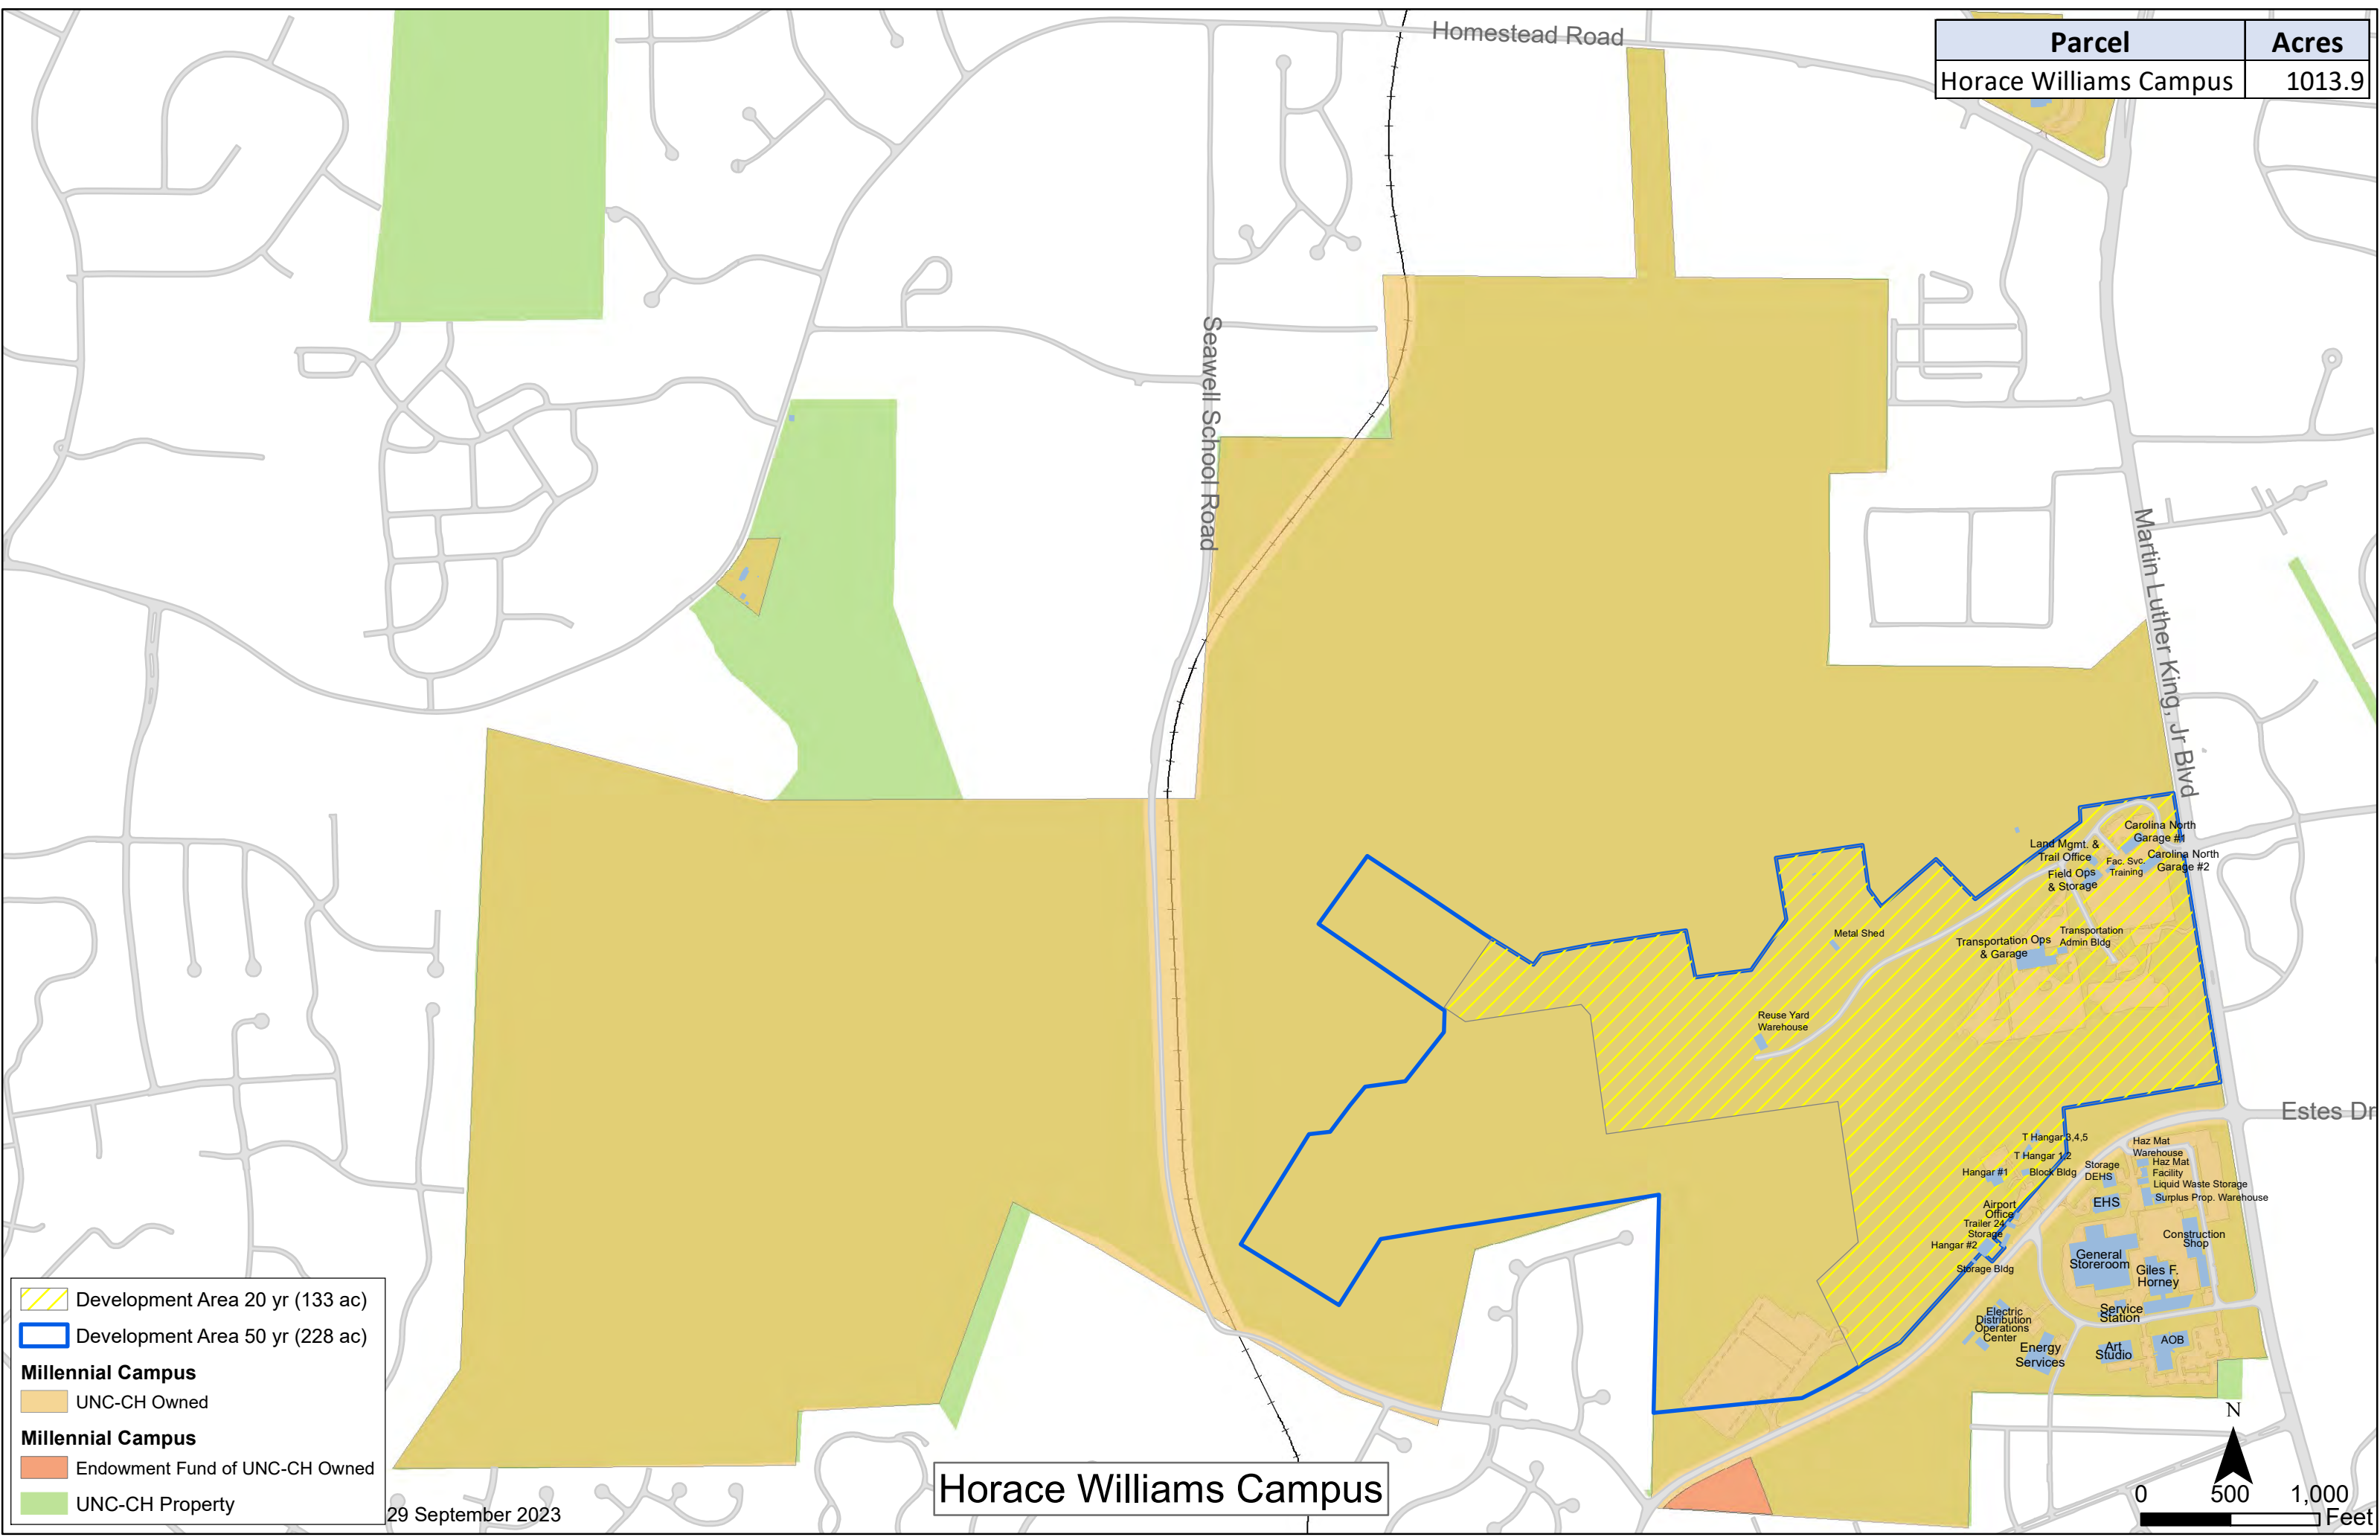 Homestead Road
Parcel Acres
Horace Williams Campus 1013.9
Seawell School Road
Martin Luther King, Jr Blvd
Carolina North
Garage #1
Land Mgmt. &
Trail Office
Fac. Svc.
Training
Carolina North
Garage #2
Field Ops
& Storage
Metal Shed
Transportation Ops
& Garage
Transportation
Admin Bldg
Reuse Yard
Warehouse
Estes Dr
T Hangar 3,4,5
T Hangar 1,2
Hangar #1
Block Bldg
Storage
DEHS
Haz Mat
Warehouse
Haz Mat
Facility
Liquid Waste Storage
Surplus Prop. Warehouse
EHS
Airport
Office
Trailer 24
Storage
Hangar #2
Storage Bldg
General
Storeroom
Construction
Shop
Giles F.
Horney
Service
Station
Electric
Distribution
Operations
Center
Energy
Services
Art
Studio
AOB
Development Area 20 yr (133 ac)
Development Area 50 yr (228 ac)
Millennial Campus
UNC-CH Owned
Millennial Campus
Endowment Fund of UNC-CH Owned
UNC-CH Property
29 September 2023
Horace Williams Campus
N
0 500 1,000
Feet